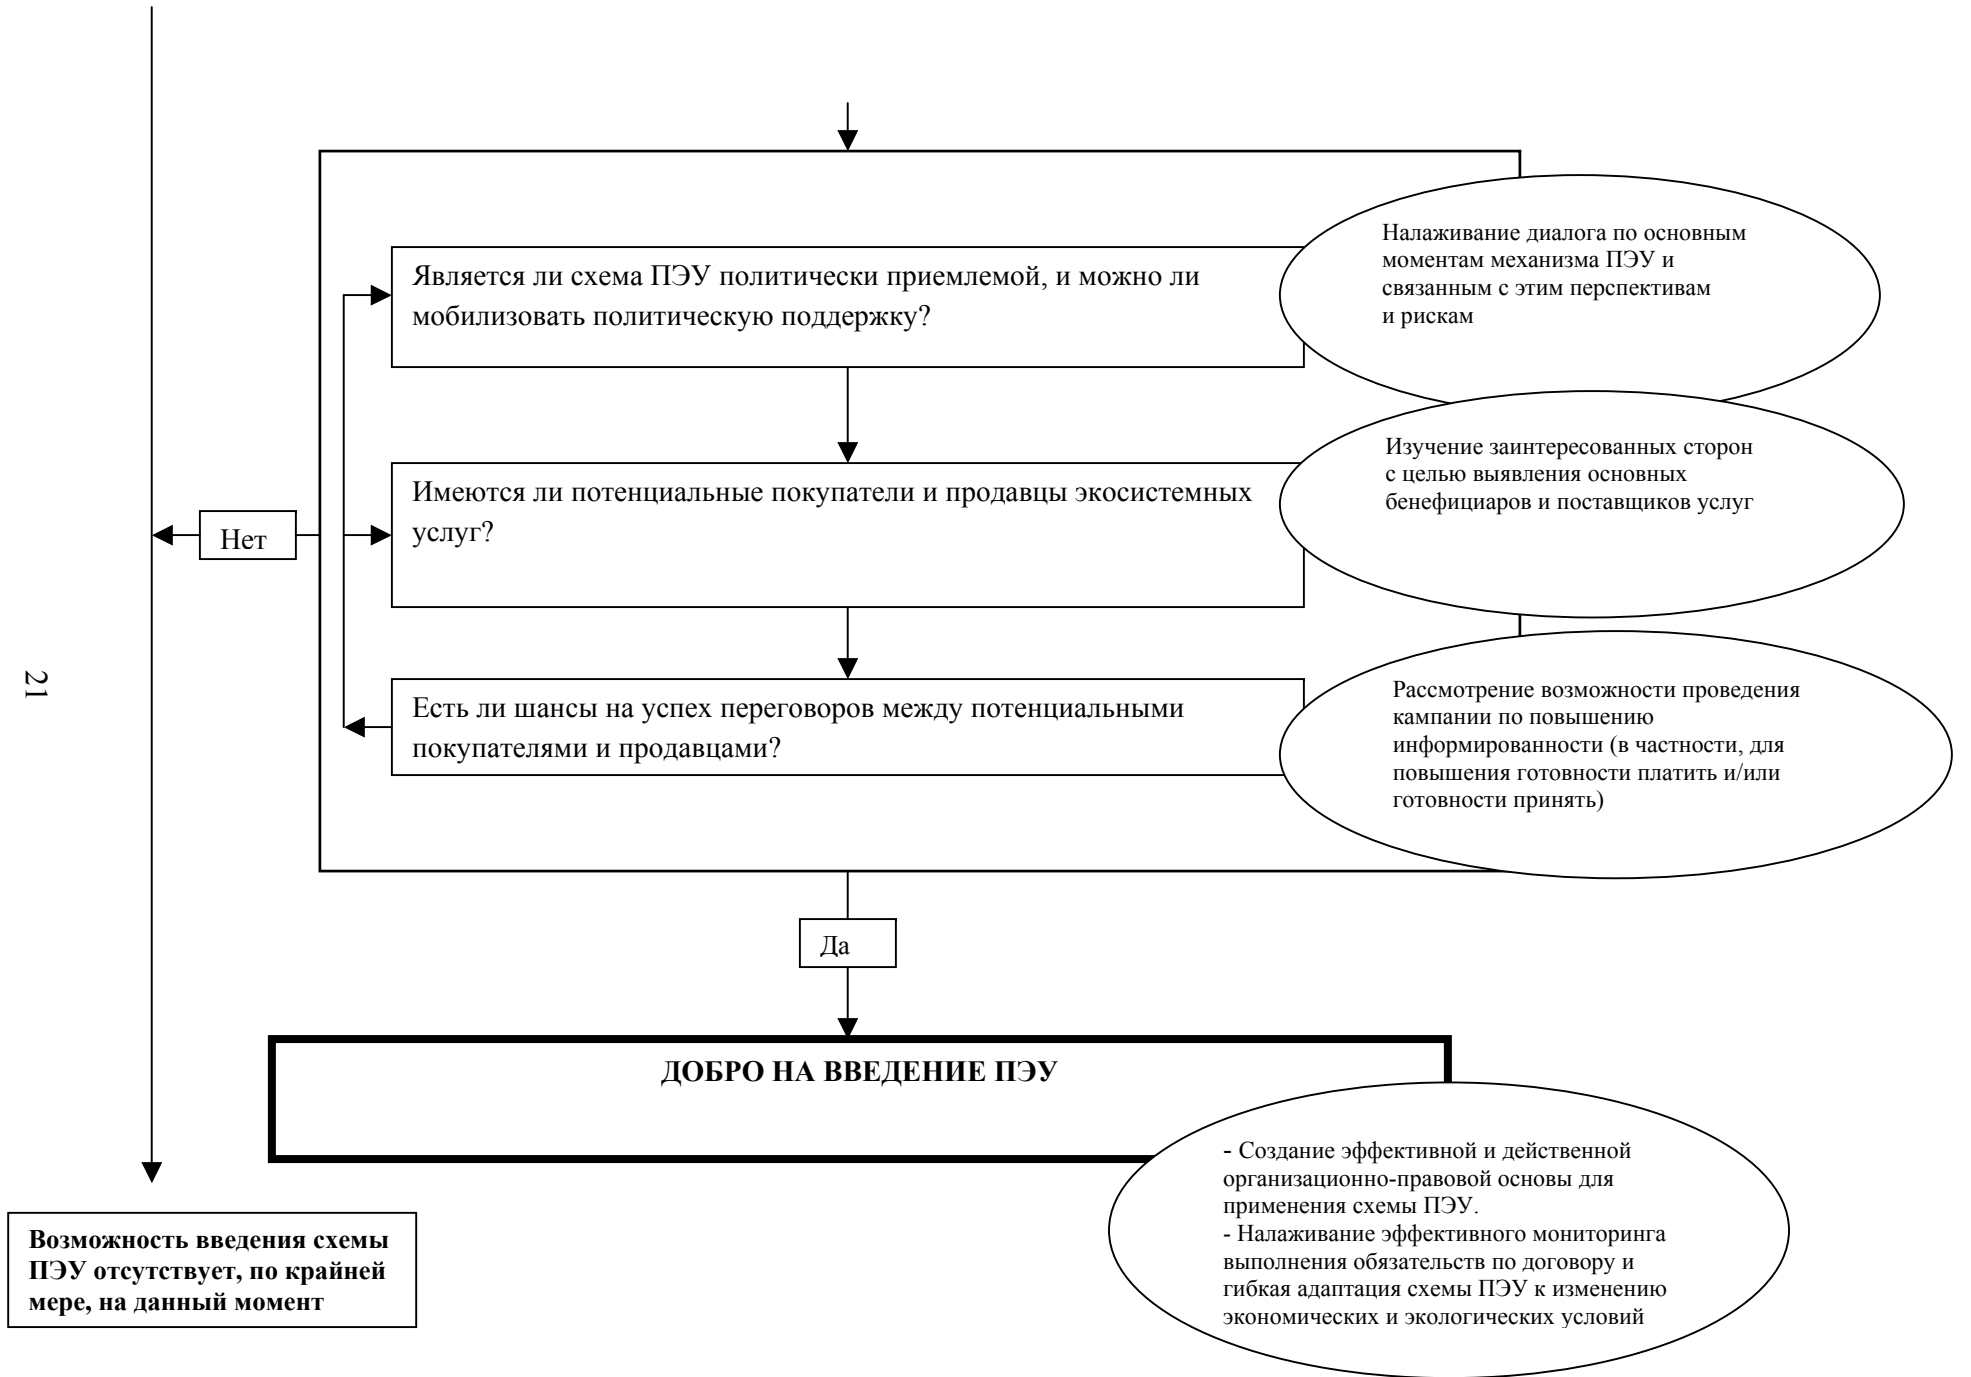 Налаживание диалога по основным
моментам механизма ПЭУ и
связанным с этим перспективам
и рискам
Является ли схема ПЭУ политически приемлемой, и можно ли
мобилизовать политическую поддержку?
Изучение заинтересованных сторон
с целью выявления основных
бенефициаров и поставщиков услуг
Имеются ли потенциальные покупатели и продавцы экосистемных
услуг?
Нет
21
Рассмотрение возможности проведения
кампании по повышению
информированности (в частности, для
повышения готовности платить и/или
готовности принять)
Есть ли шансы на успех переговоров между потенциальными
покупателями и продавцами?
Да
ДОБРО НА ВВЕДЕНИЕ ПЭУ
- Создание эффективной и действенной
организационно-правовой основы для
применения схемы ПЭУ.
- Налаживание эффективного мониторинга
выполнения обязательств по договору и
гибкая адаптация схемы ПЭУ к изменению
экономических и экологических условий
Возможность введения схемы
ПЭУ отсутствует, по крайней
мере, на данный момент